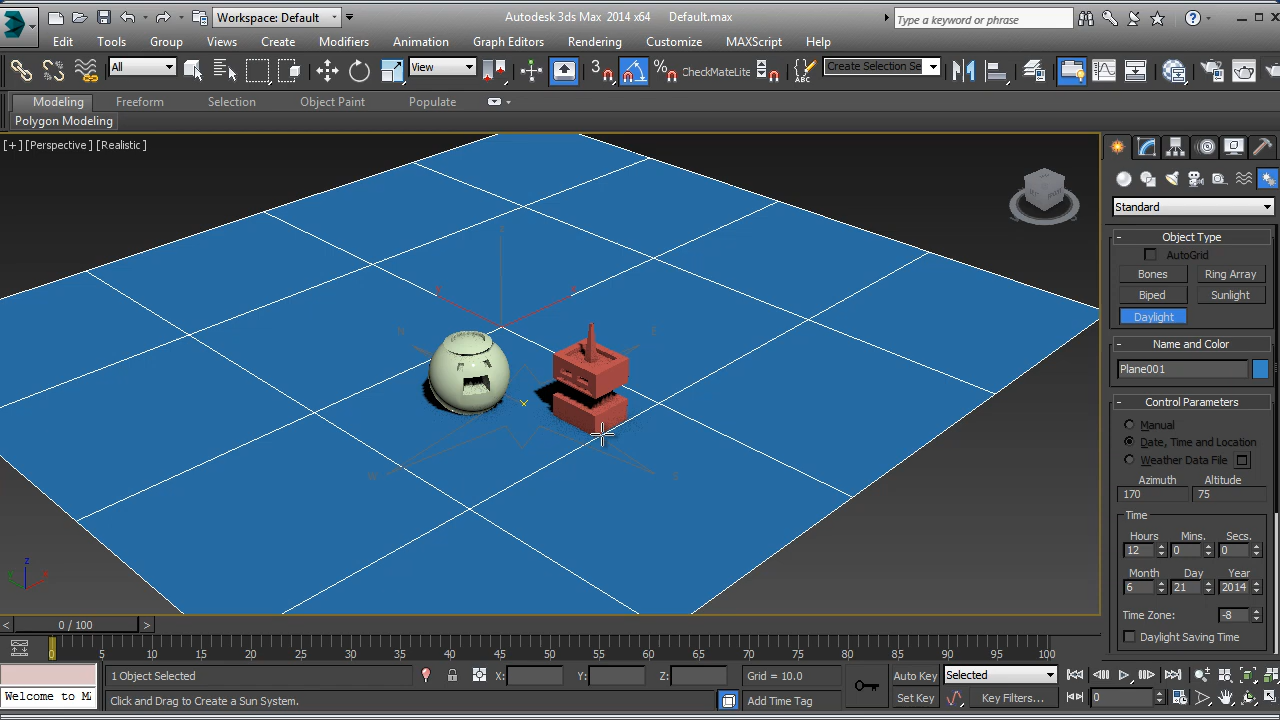 Workspace: Default
Autodesk 3ds Max 2014 x64
Default.max
Type a keyword or phrase
Edit
Tools
Group
Views
Create
Modifiers
Animation
Graph Editors
Rendering
Customize
MAXScript
Help
All
View
3
CheckMateLite
Create Selection Se
Modeling
Freeform
Selection
Object Paint
Populate
Polygon Modeling
[+] [Perspective ] [Realistic ]
Standard
Object Type
AutoGrid
Bones
Ring Array
Biped
Sunlight
Daylight
Name and Color
Plane001
Control Parameters
Manual
Date, Time and Location
Weather Data File
Azimuth
Altitude
170
75
Time
Hours
Mins.
Secs.
12
0
0
Month
Day
Year
6
21
2014
Time Zone:
-8
Daylight Saving Time
0 / 100
0
5
10
15
20
25
30
35
40
45
50
55
60
65
70
75
80
85
90
95
100
1 Object Selected
X:
Y:
Z:
Grid = 10.0
Auto Key
Selected
Welcome to M
Click and Drag to Create a Sun System.
Add Time Tag
Set Key
Key Filters...
0